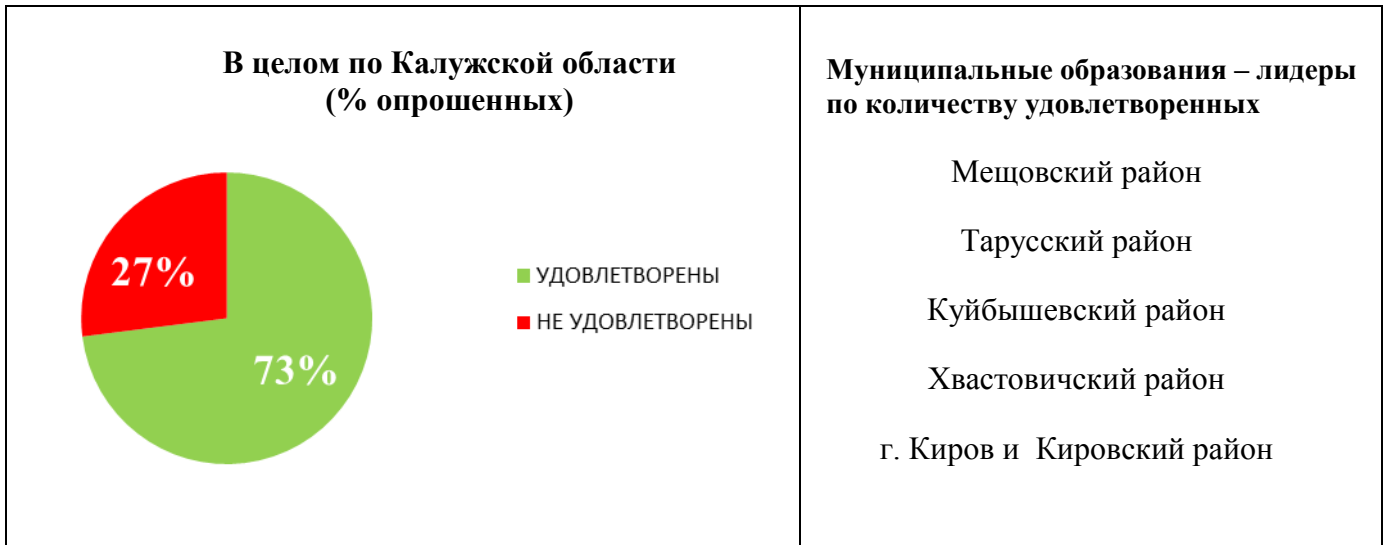 В целом по Калужской области
(% опрошенных)
27%
73%
УДОВЛЕТВОРЕНЫ
НЕ УДОВЛЕТВОРЕНЫ
Муниципальные образования – лидеры
по количеству удовлетворенных
Мещовский район
Тарусский район
Куйбышевский район
Хвастовичский район
г. Киров и Кировский район